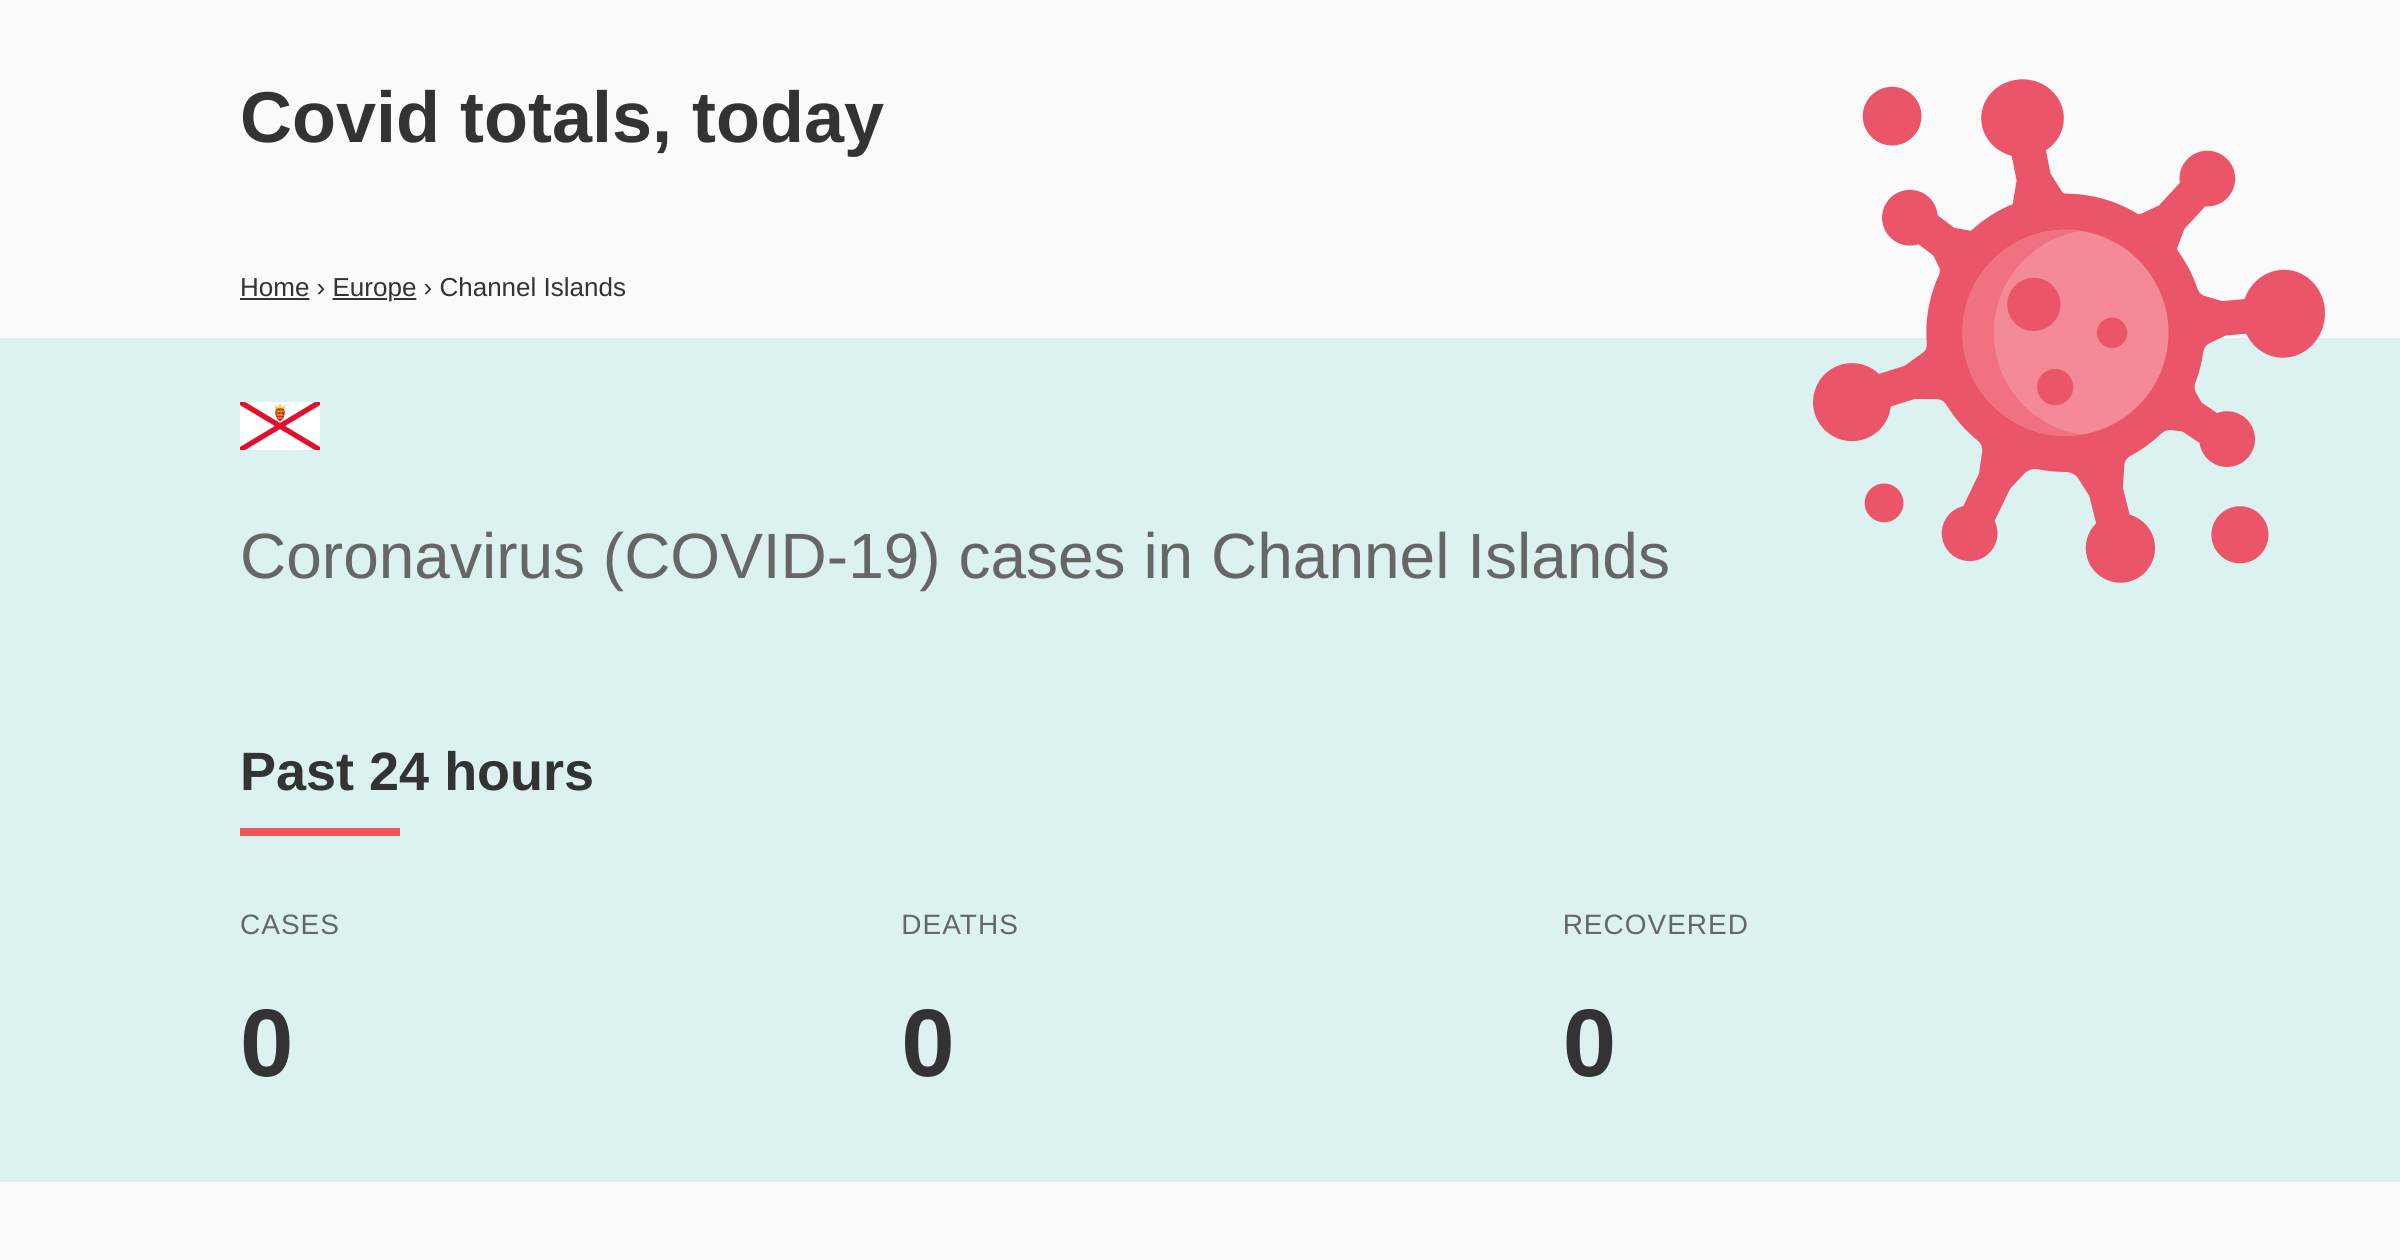 Covid totals, today
Home › Europe › Channel Islands
Coronavirus (COVID-19) cases in Channel Islands
Past 24 hours
CASES DEATHS RECOVERED
0 0 0